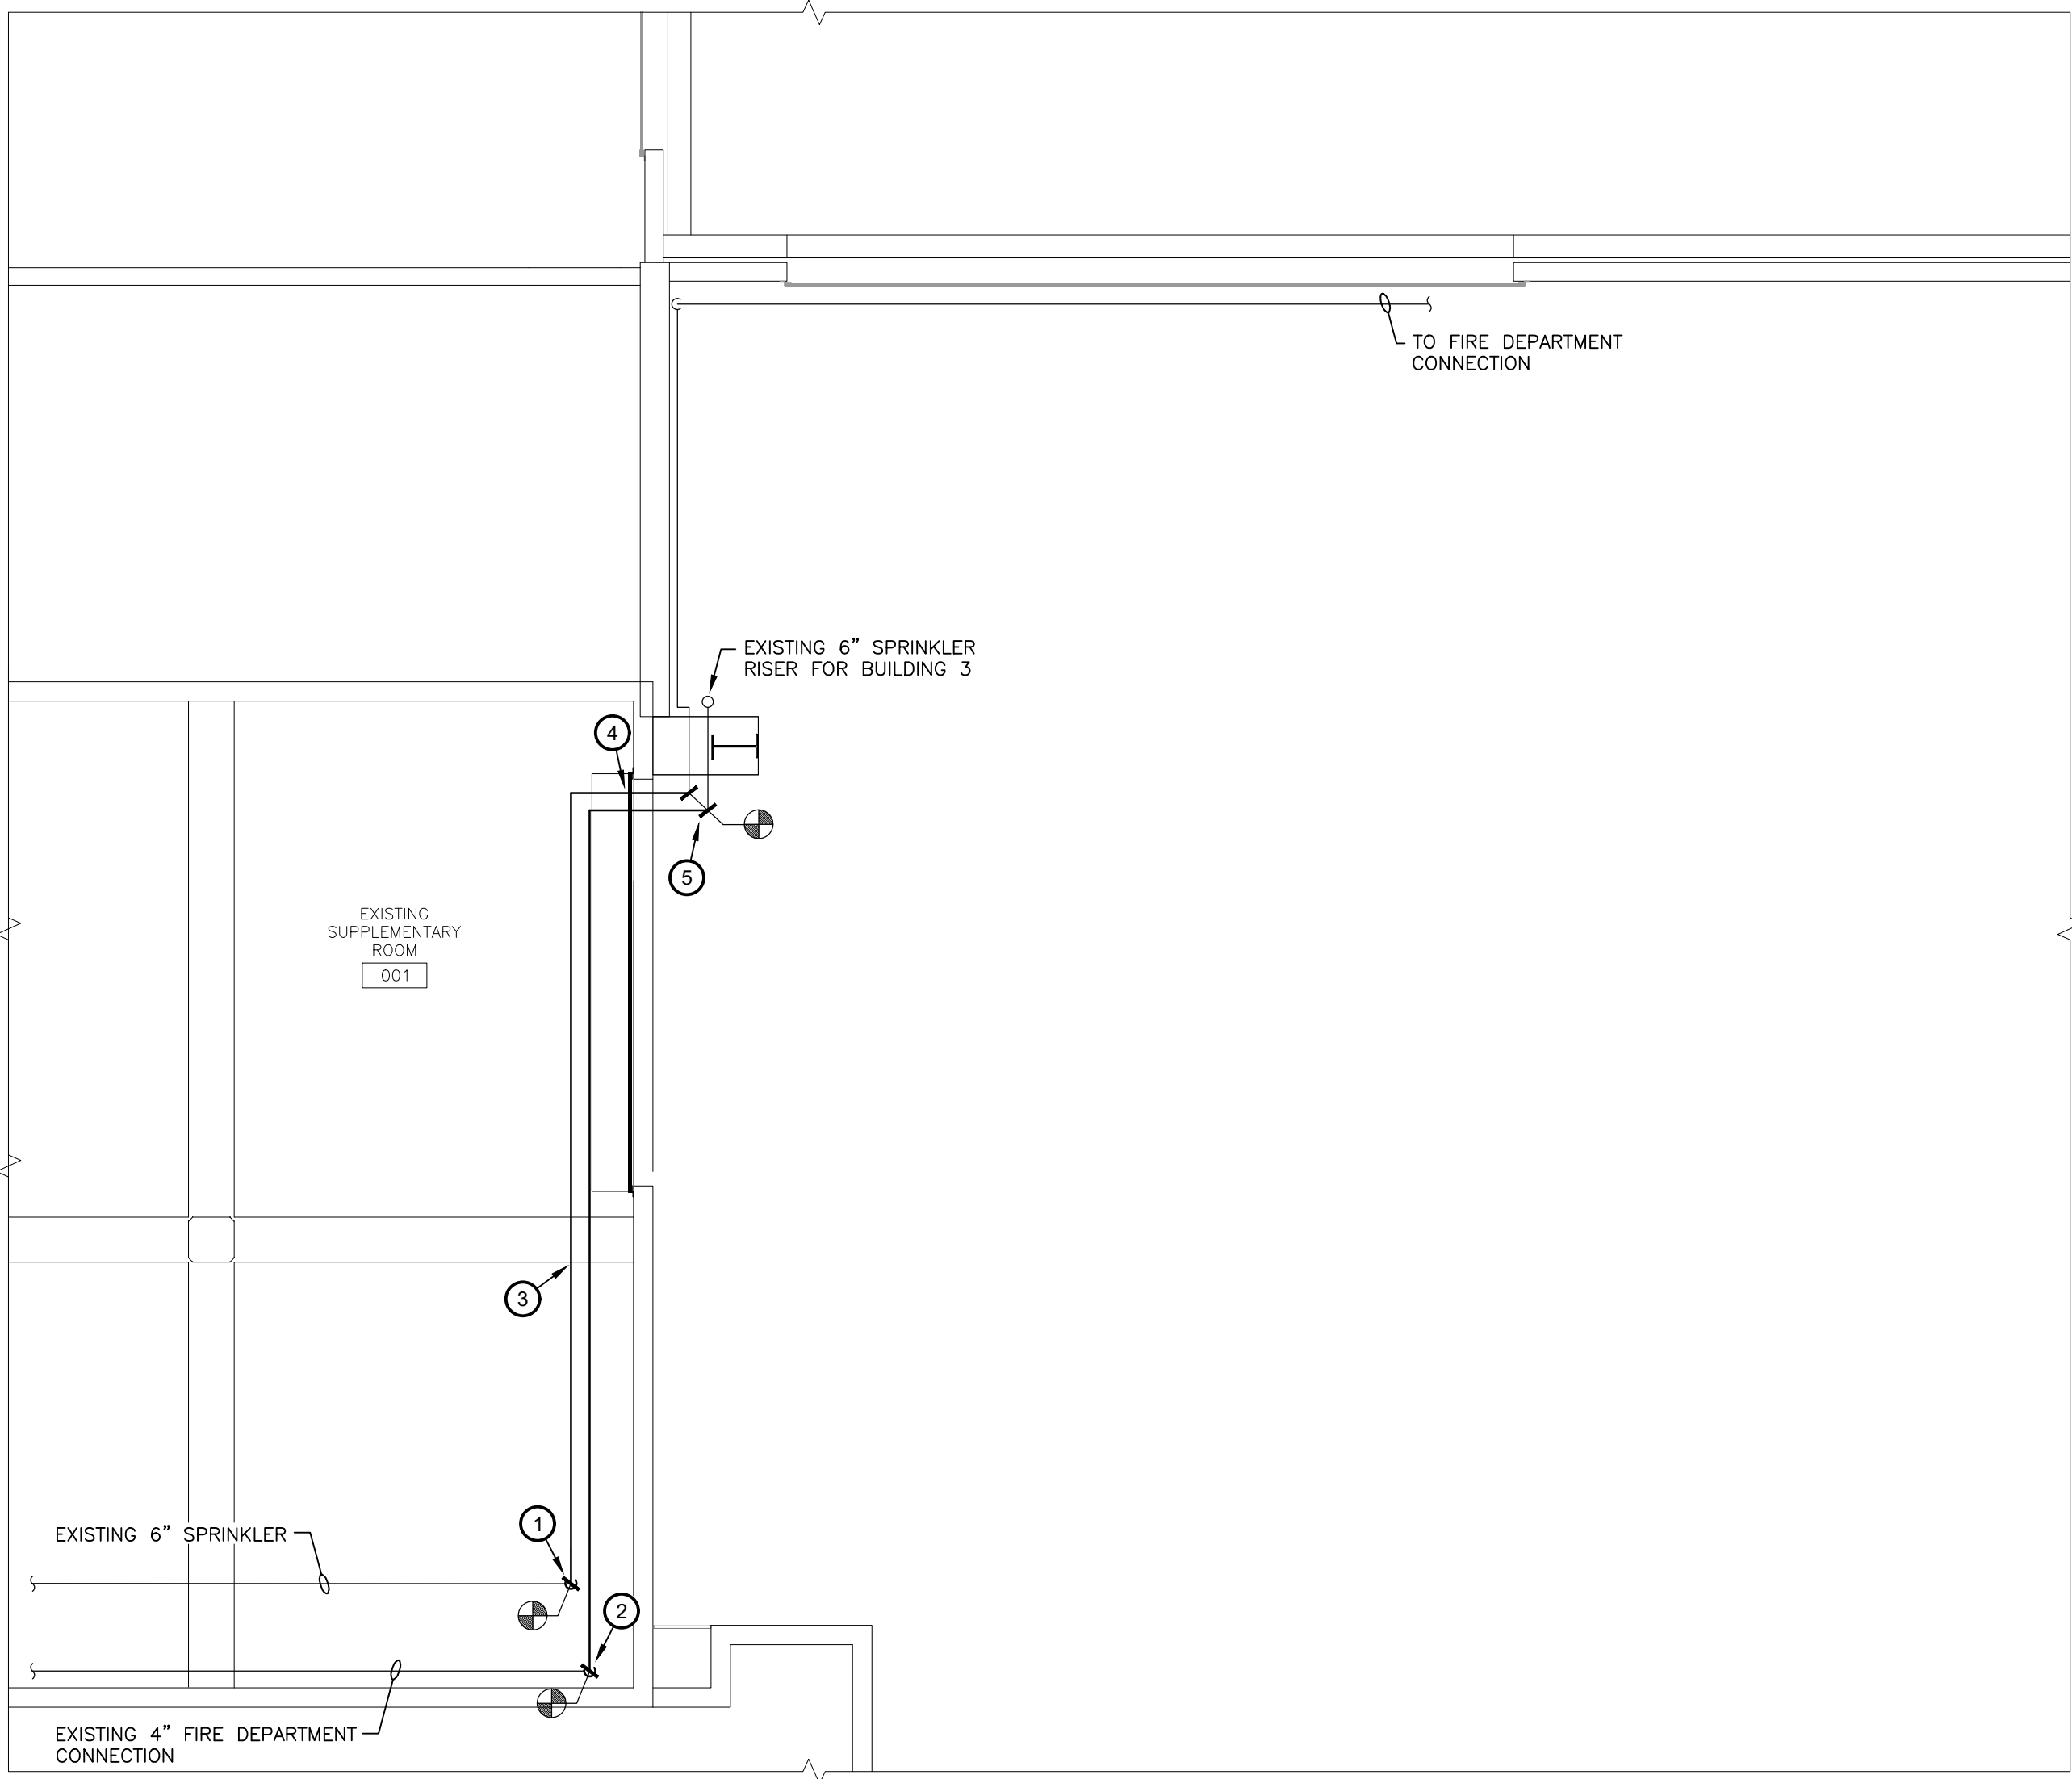 TO FIRE DEPARTMENT
CONNECTION
EXISTING 6" SPRINKLER
RISER FOR BUILDING 3
4
5
EXISTING
SUPPLEMENTARY
ROOM
001
3
1
EXISTING 6" SPRINKLER
2
EXISTING 4" FIRE DEPARTMENT
CONNECTION